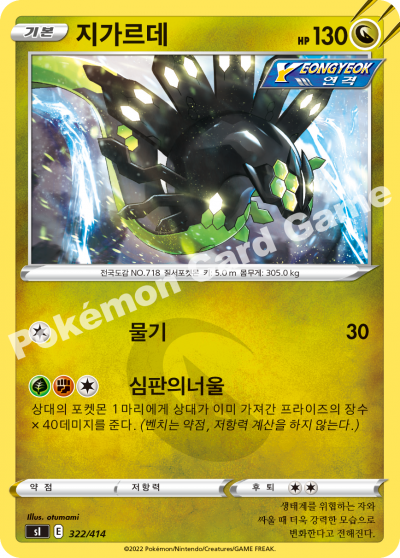 기본 지가르데 HP 130
YEONGYEOK
연격
전국도감 NO.718 질서포켓몬 키: 5.0 m 몸무게: 305.0 kg
Pokémon Card Game
물기 30
심판의너울
상대의 포켓몬 1마리에게 상대가 이미 가져간 프라이즈의 장수
× 40데미지를 준다. (벤치는 약점, 저항력 계산을 하지 않는다.)
약점 저항력 후퇴
Illus. otumami
sI E 322/414
생태계를 위협하는 자와
싸울 때 더욱 강력한 모습으로
변화한다고 전해진다.
©2022 Pokémon/Nintendo/Creatures/GAME FREAK.